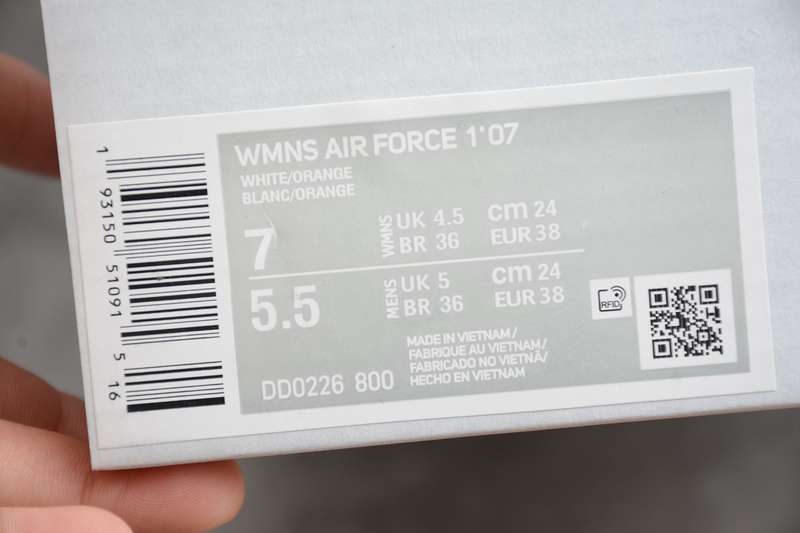 WMNS AIR FORCE 1'07
WHITE/ORANGE
BLANC/ORANGE
7 WMNS UK 4.5 cm 24
BR 36 EUR 38
5.5 MENS UK 5 cm 24
BR 36 EUR 38
MADE IN VIETNAM/
FABRIQUE AU VIETNAM/
FABRICADO NO VIETNÃ/
HECHO EN VIETNAM
DD0226 800
RFID
1 93150 51091 5 16